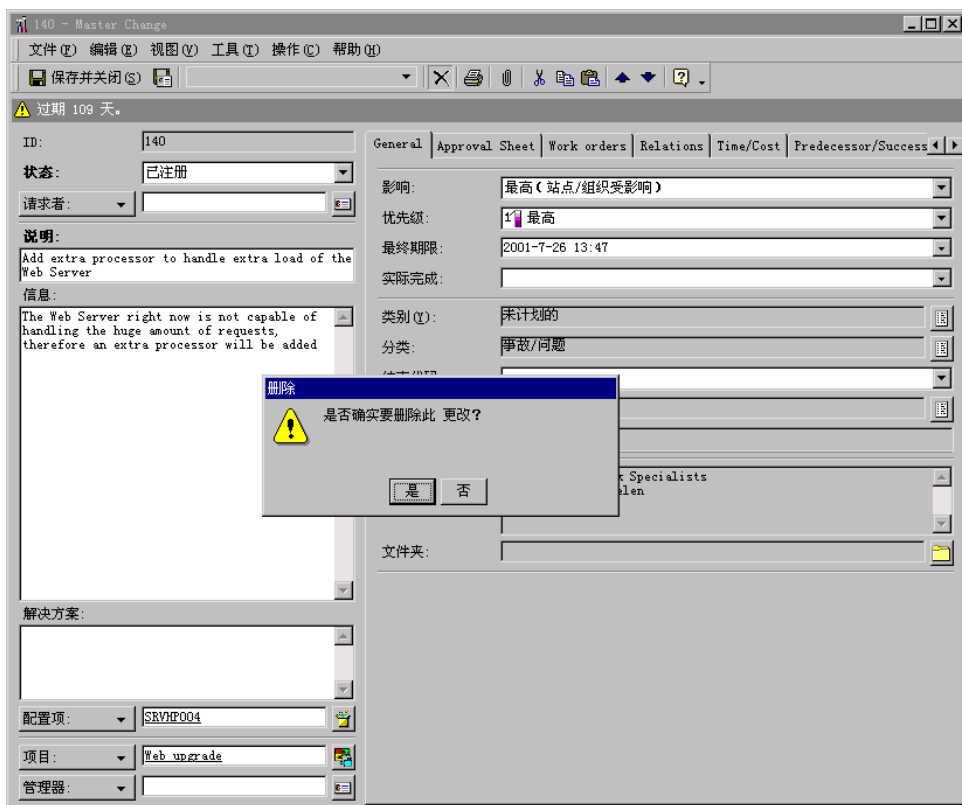 140 - Master Change
文件(F) 编辑(E) 视图(V) 工具(T) 操作(C) 帮助(H)
保存并关闭(S)
过期 109 天。
ID: 140
状态: 已注册
请求者:
说明:
Add extra processor to handle extra load of the
Web Server
信息:
The Web Server right now is not capable of
handling the huge amount of requests,
therefore an extra processor will be added
解决方案:
配置项: SRVHP004
项目: Web upgrade
管理器:
General Approval Sheet Work orders Relations Time/Cost Predecessor/Success
影响: 最高(站点/组织受影响)
优先级: 1 最高
最终期限: 2001-7-26 13:47
实际完成:
类别(Y): 未计划的
分类: 事故/问题
Specialists
文件夹:
删除
是否确实要删除此 更改?
是 否